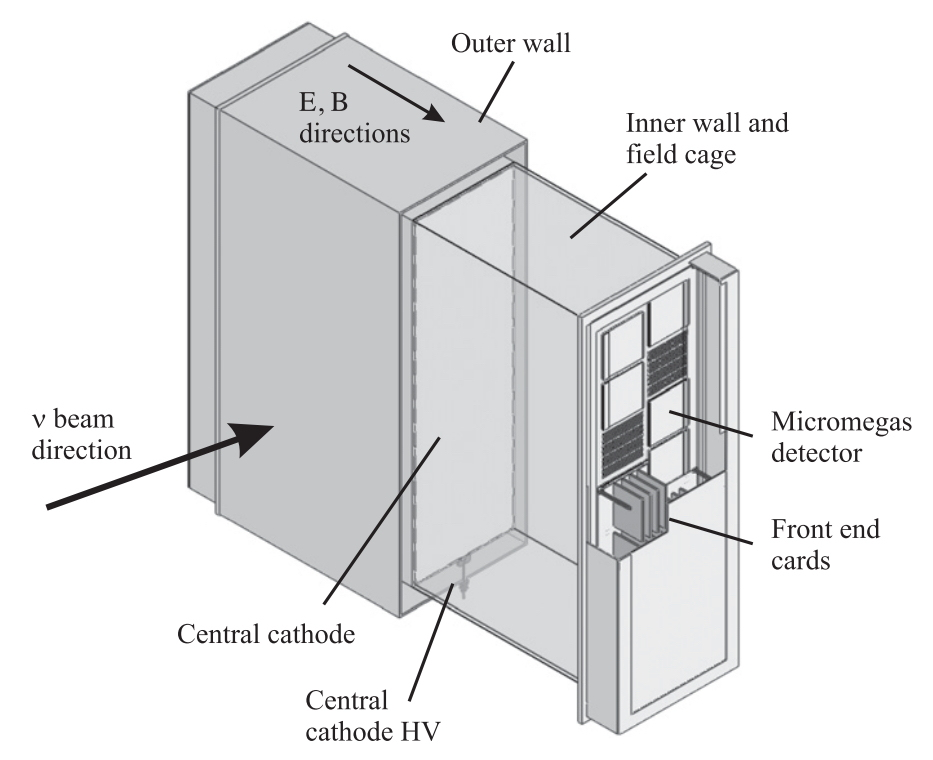 Outer wall
E, B
directions
Inner wall and
field cage
ν beam
direction
Micromegas
detector
Front end
cards
Central cathode
Central
cathode HV